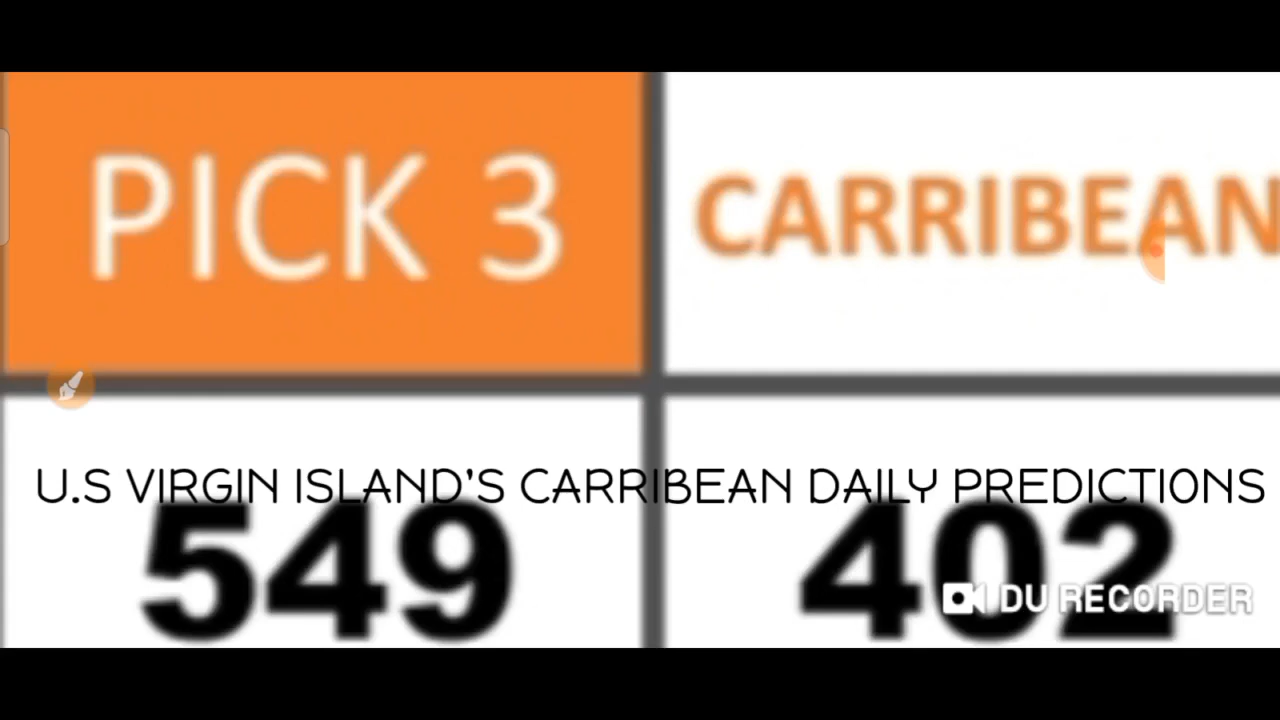 PICK 3 CARRIBEAN
U.S VIRGIN ISLAND'S CARRIBEAN DAILY PREDICTIONS
549 402
DU RECORDER